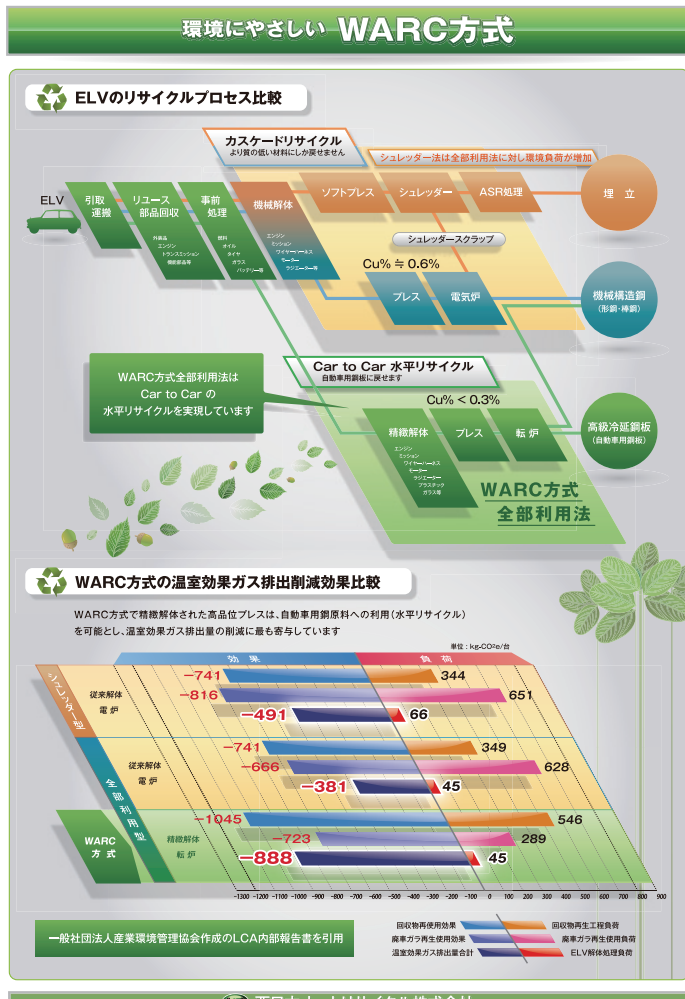 環境にやさしい WARC方式
ELVのリサイクルプロセス比較
カスケードリサイクル
より質の低い材料にしか戻せません
シュレッダー法は全部利用法に対し環境負荷が増加
ELV
引取
運搬
リユース
部品回収
外装品
エンジン
トランスミッション
機能部品等
事前
処理
燃料
オイル
タイヤ
ガラス
バッテリー等
機械解体
エンジン
ミッション
ワイヤーハーネス
モーター
ラジエーター等
ソフトプレス
シュレッダー
ASR処理
埋 立
シュレッダースクラップ
Cu%≒0.6%
プレス
電気炉
機械構造鋼
(形鋼・棒鋼)
WARC方式全部利用法は
Car to Car の
水平リサイクルを実現しています
Car to Car 水平リサイクル
自動車用鋼板に戻せます
Cu%<0.3%
精緻解体
エンジン
ミッション
ワイヤーハーネス
モーター
ラジエーター
プラスチック
ガラス等
プレス
転 炉
高級冷延鋼板
(自動車用鋼板)
WARC方式
全部利用法
WARC方式の温室効果ガス排出削減効果比較
WARC方式で精緻解体された高品位プレスは、自動車用鋼原料への利用(水平リサイクル)
を可能とし、温室効果ガス排出量の削減に最も寄与しています
単位:kg-CO2e/台
効 果
負 荷
シュレッダー型
従来解体
電 炉
−741
344
−816
651
−491
66
全部利用型
従来解体
電 炉
−741
349
−666
628
−381
45
WARC
方 式
精緻解体
転 炉
−1045
546
−723
289
−888
45
-1300 -1200 -1100 -1000 -900 -800 -700 -600 -500 -400 -300 -200 -100 0 100 200 300 400 500 600 700 800 900
一般社団法人産業環境管理協会作成のLCA内部報告書を引用
回収物再使用効果
回収物再生工程負荷
廃車ガラ再生使用効果
廃車ガラ再生使用負荷
温室効果ガス排出量合計
ELV解体処理負荷